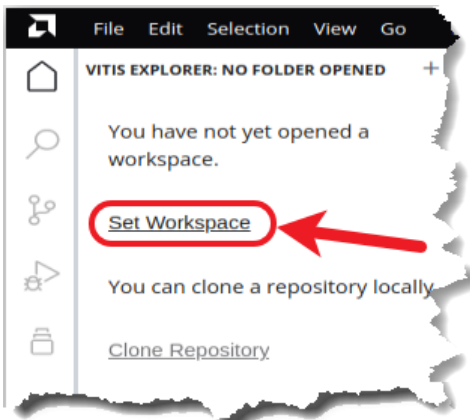 File Edit Selection View Go
VITIS EXPLORER: NO FOLDER OPENED +
You have not yet opened a
workspace.
Set Workspace
You can clone a repository locally
Clone Repository